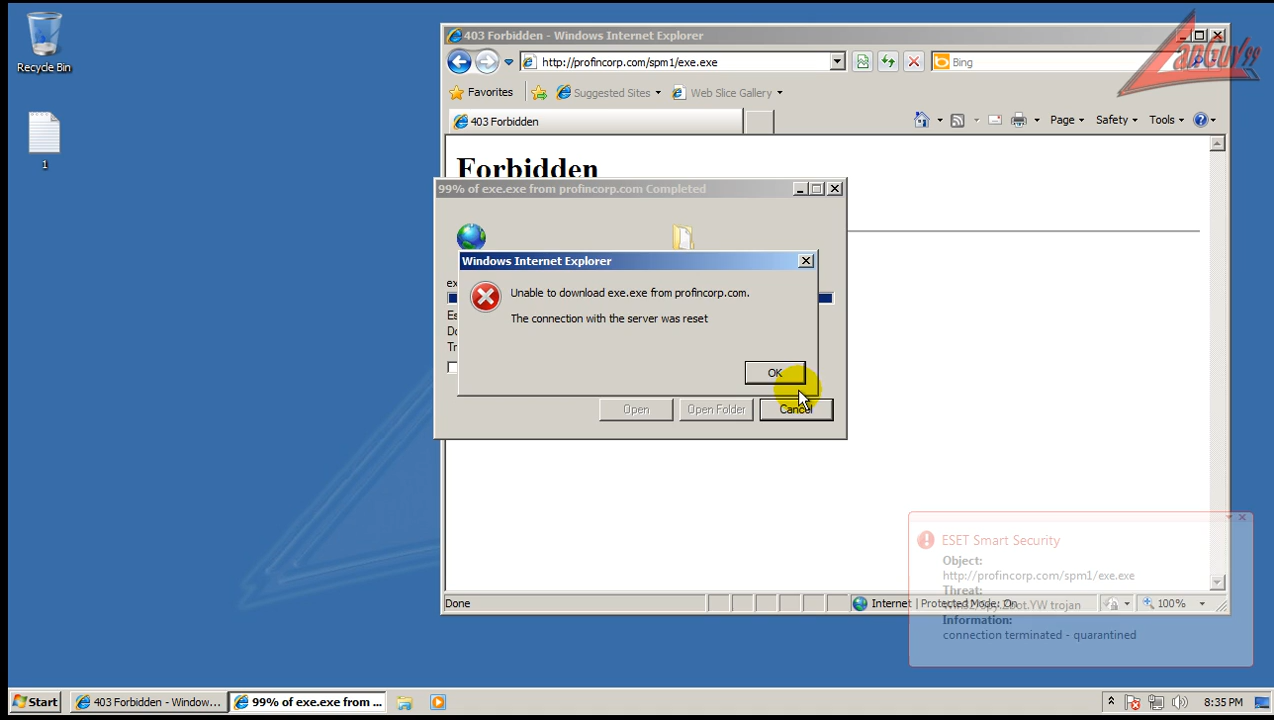 Recycle Bin
1
403 Forbidden - Windows Internet Explorer
http://profincorp.com/spm1/exe.exe
Bing
Favorites
Suggested Sites
Web Slice Gallery
403 Forbidden
Page
Safety
Tools
Forbidden
99% of exe.exe from profincorp.com Completed
Windows Internet Explorer
Unable to download exe.exe from profincorp.com.
The connection with the server was reset
OK
Open
Open Folder
Cancel
ESET Smart Security
Object:
http://profincorp.com/spm1/exe.exe
Threat:
trojan
Information:
connection terminated - quarantined
Done
Internet | Protected Mode: On
100%
Start
403 Forbidden - Window...
99% of exe.exe from ...
8:35 PM